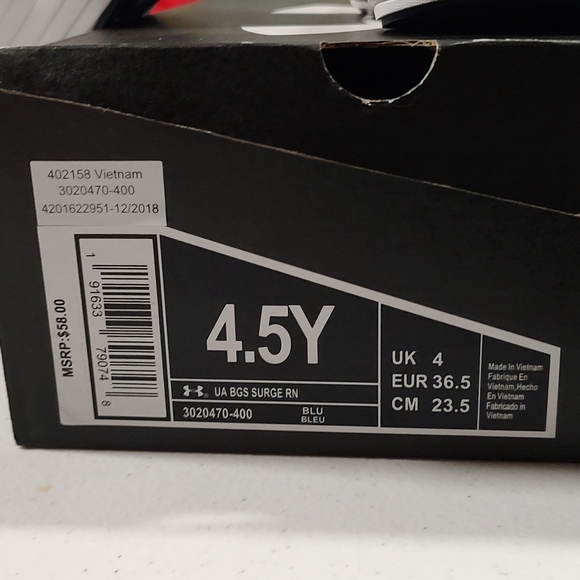 402158 Vietnam
3020470-400
4201622951-12/2018
MSRP:$58.00
1 91633 79074 8
4.5Y
UA BGS SURGE RN
3020470-400
BLU
BLEU
UK 4
EUR 36.5
CM 23.5
Made In Vietnam
Fabrique En
Vietnam,Hecho
En Vietnam
Fabricado in
Vietnam